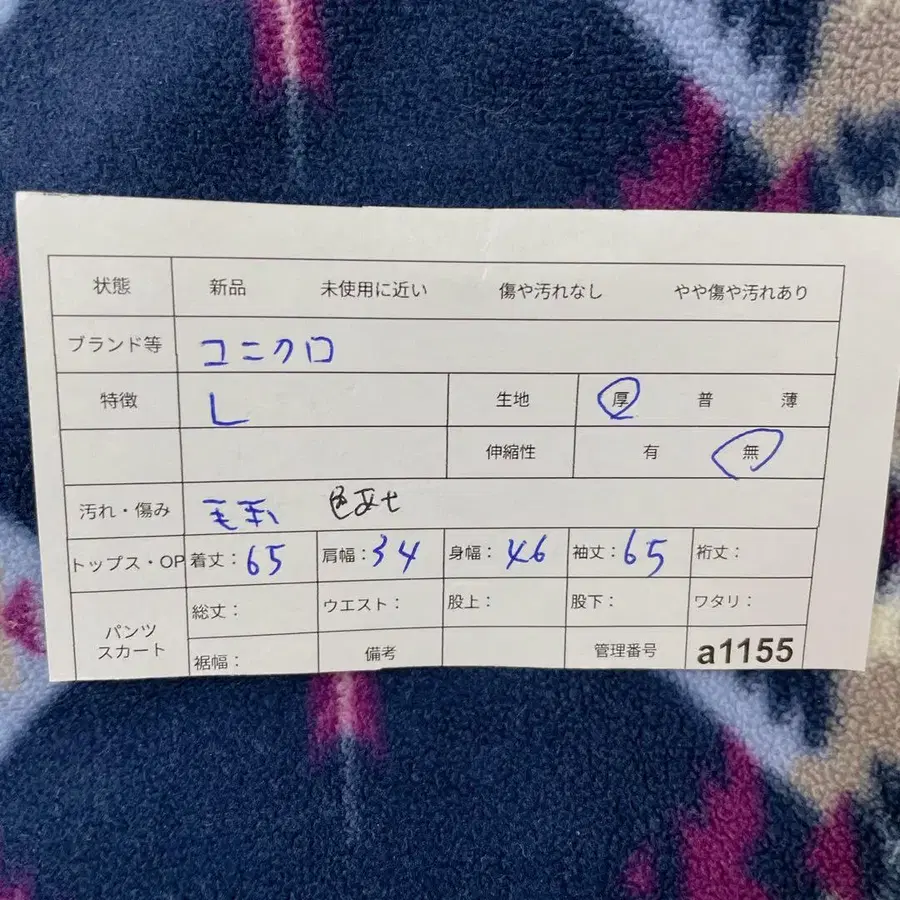 状態 新品 未使用に近い 傷や汚れなし やや傷や汚れあり
ブランド等 ユニクロ
特徴 L 生地 厚 普 薄
伸縮性 有 無
汚れ・傷み 毛玉 色あせ
トップス・OP 着丈：65 肩幅：34 身幅：46 袖丈：65 裄丈：
パンツ スカート 総丈： ウエスト： 股上： 股下： ワタリ：
裾幅： 備考 管理番号 a1155